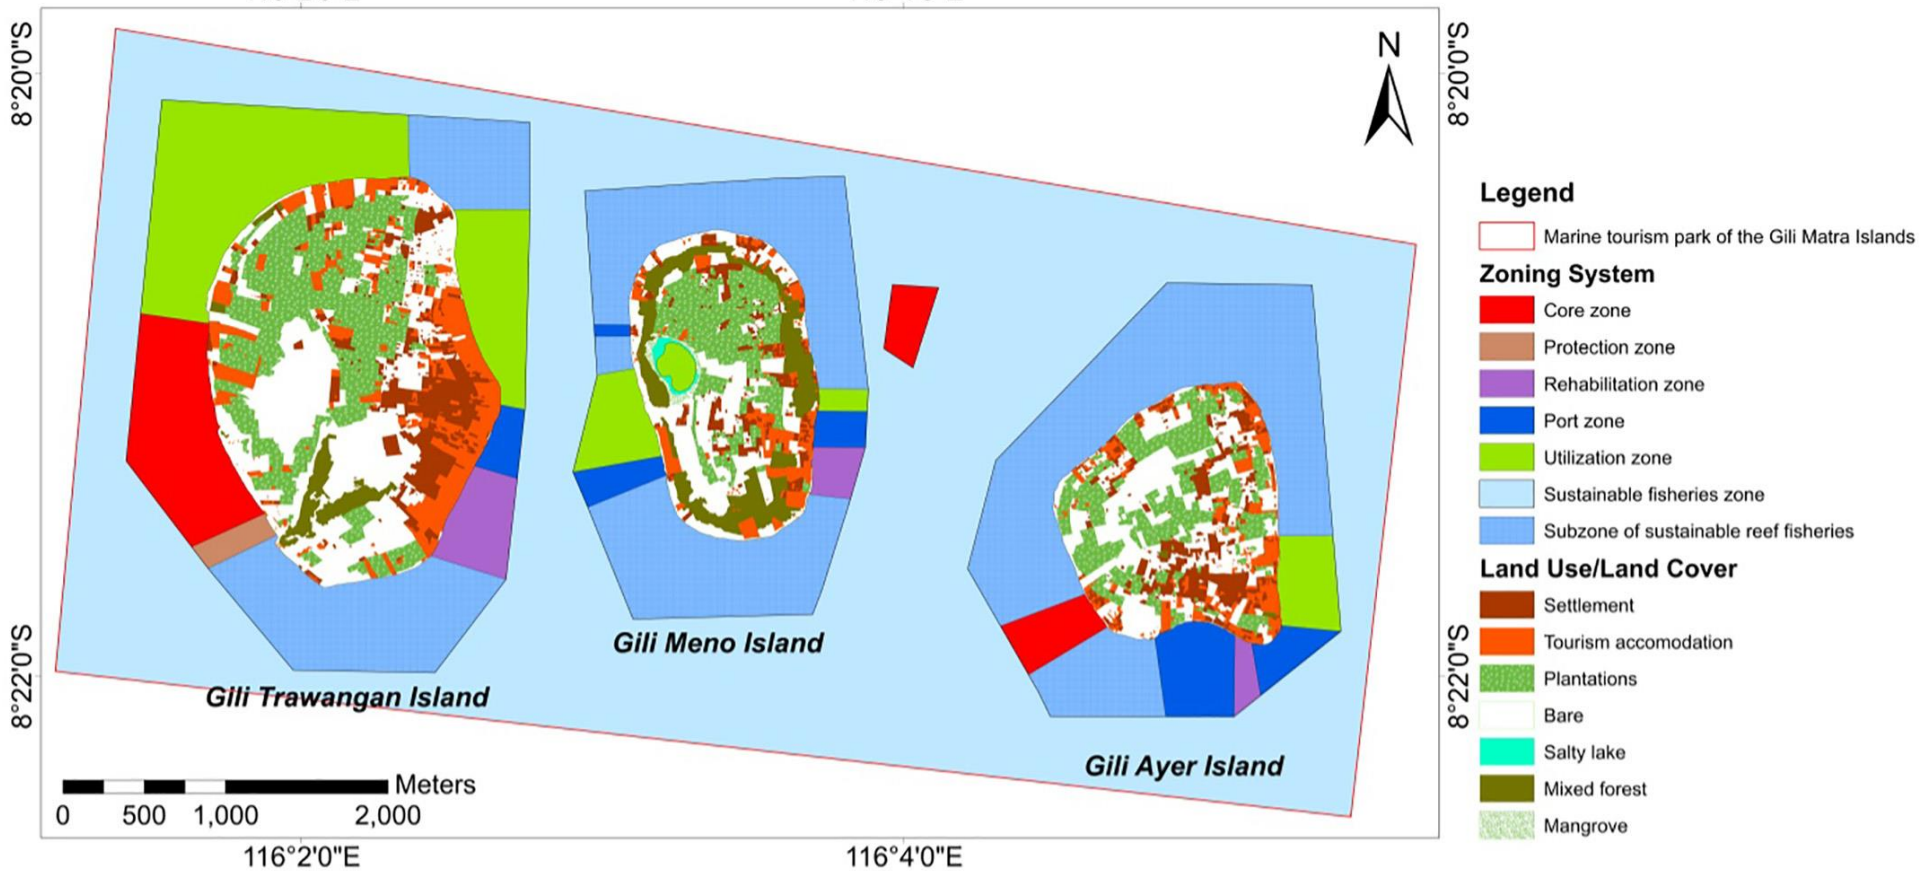 8°20'0"S
8°20'0"S
N
Legend
Marine tourism park of the Gili Matra Islands
Zoning System
Core zone
Protection zone
Rehabilitation zone
Port zone
Utilization zone
Sustainable fisheries zone
Subzone of sustainable reef fisheries
Land Use/Land Cover
Settlement
Tourism accomodation
Plantations
Bare
Salty lake
Mixed forest
Mangrove
Gili Meno Island
Gili Trawangan Island
Gili Ayer Island
8°22'0"S
8°22'0"S
Meters
0 500 1,000 2,000
116°2'0"E 116°4'0"E